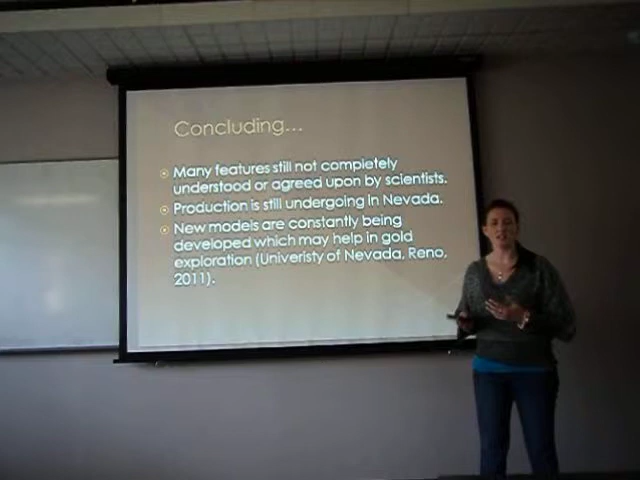 Concluding...
Many features still not completely
understood or agreed upon by scientists.
Production is still undergoing in Nevada.
New models are constantly being
developed which may help in gold
exploration (Univeristy of Nevada, Reno,
2011).